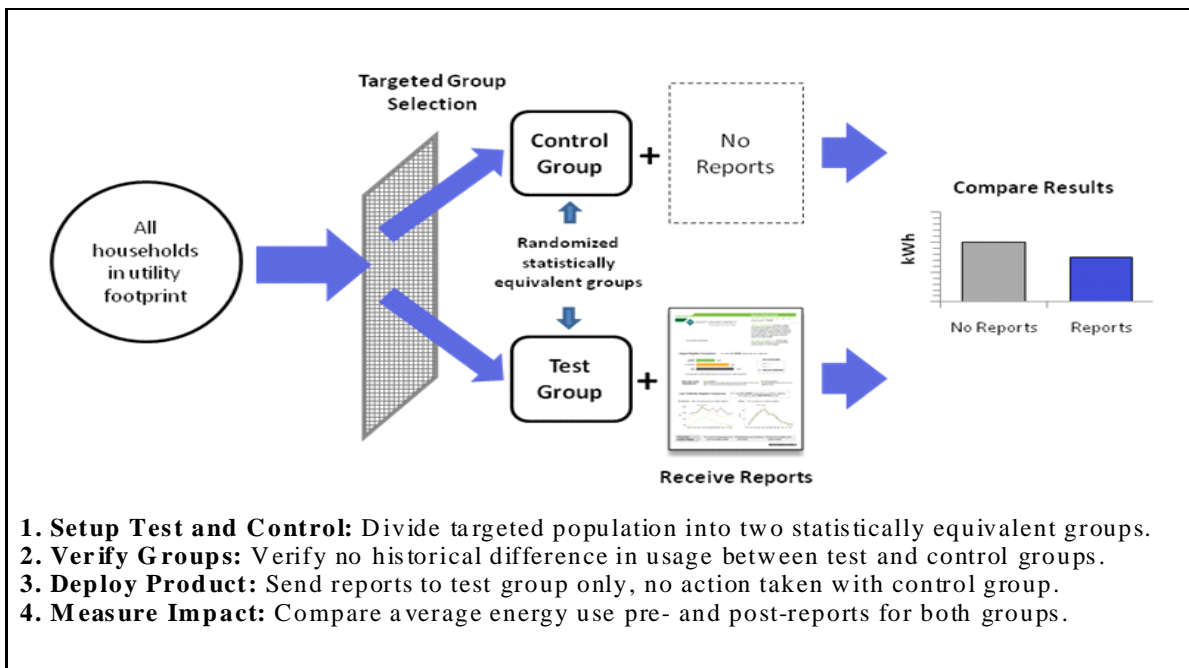 Targeted Group
Selection
Control
Group
+
No
Reports
All
households
in utility
footprint
Randomized
statistically
equivalent groups
Test
Group
+
Receive Reports
Compare Results
kWh
No Reports
Reports
1. Setup Test and Control: Divide targeted population into two statistically equivalent groups.
2. Verify Groups: Verify no historical difference in usage between test and control groups.
3. Deploy Product: Send reports to test group only, no action taken with control group.
4. Measure Impact: Compare average energy use pre- and post-reports for both groups.